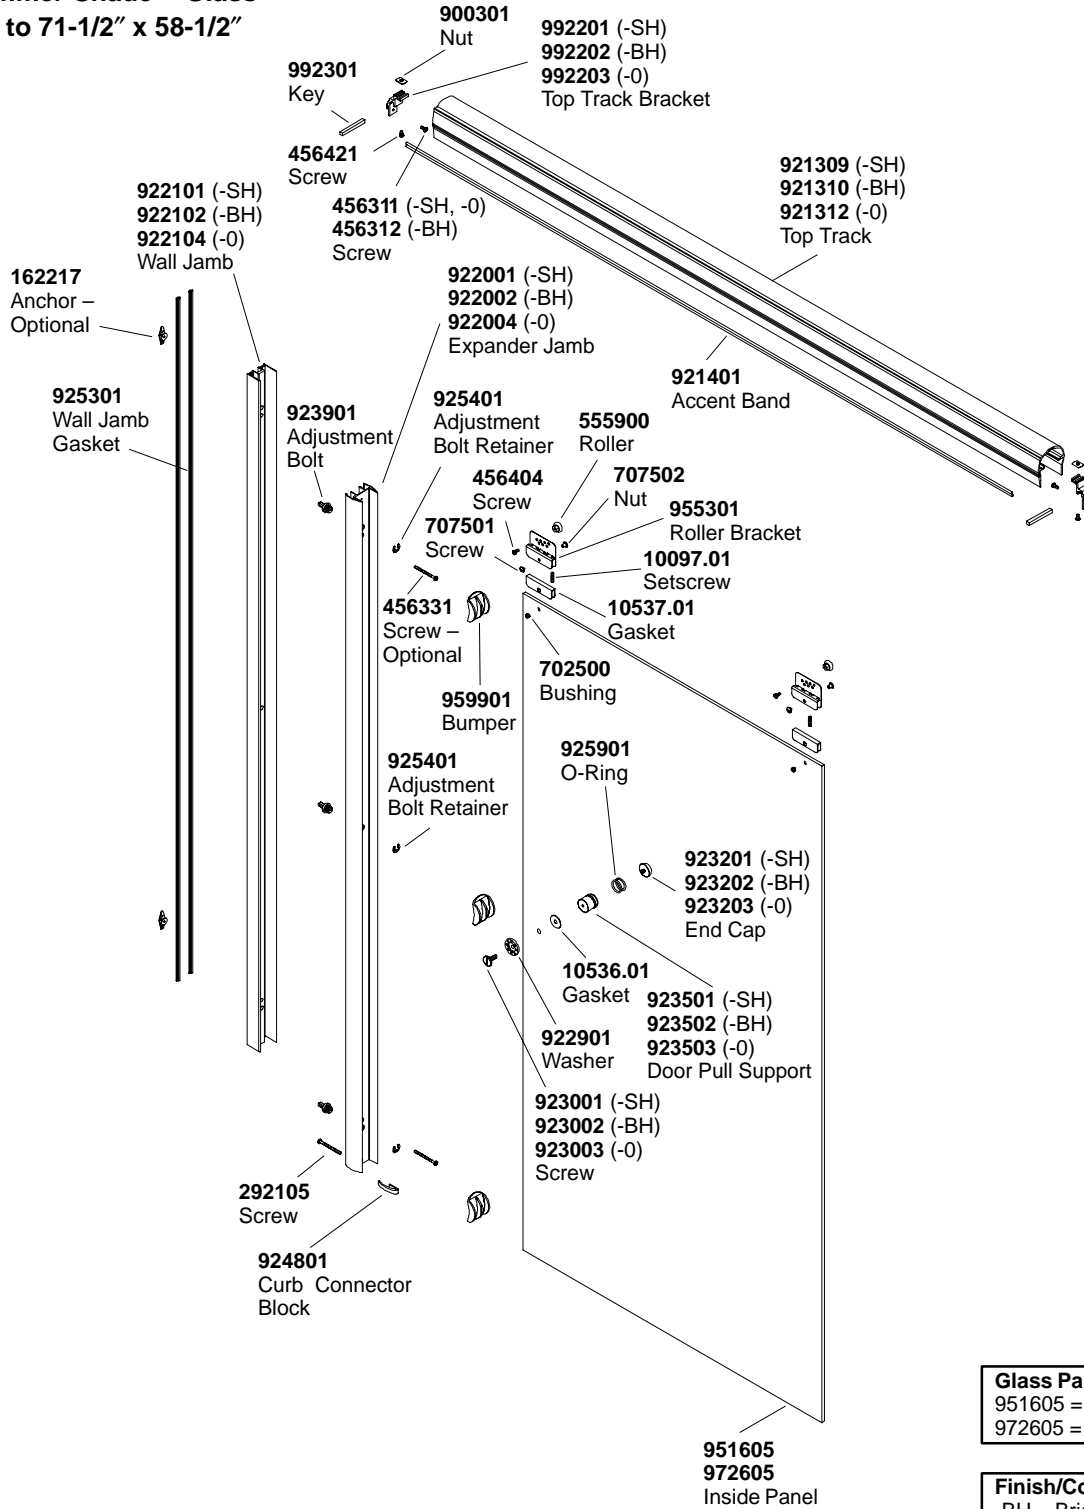 to 71-1/2″ x 58-1/2″
900301
Nut
992201 (-SH)
992202 (-BH)
992203 (-0)
Top Track Bracket
992301
Key
456421
Screw
456311 (-SH, -0)
456312 (-BH)
Screw
921309 (-SH)
921310 (-BH)
921312 (-0)
Top Track
922101 (-SH)
922102 (-BH)
922104 (-0)
Wall Jamb
162217
Anchor –
Optional
922001 (-SH)
922002 (-BH)
922004 (-0)
Expander Jamb
921401
Accent Band
925301
Wall Jamb
Gasket
923901
Adjustment
Bolt
925401
Adjustment
Bolt Retainer
555900
Roller
456404
Screw
707502
Nut
707501
Screw
955301
Roller Bracket
10097.01
Setscrew
456331
Screw –
Optional
10537.01
Gasket
702500
Bushing
959901
Bumper
925401
Adjustment
Bolt Retainer
925901
O-Ring
923201 (-SH)
923202 (-BH)
923203 (-0)
End Cap
10536.01
Gasket
923501 (-SH)
923502 (-BH)
923503 (-0)
Door Pull Support
922901
Washer
923001 (-SH)
923002 (-BH)
923003 (-0)
Screw
292105
Screw
924801
Curb Connector
Block
951605
972605
Inside Panel
Glass
951605 =
972605 =